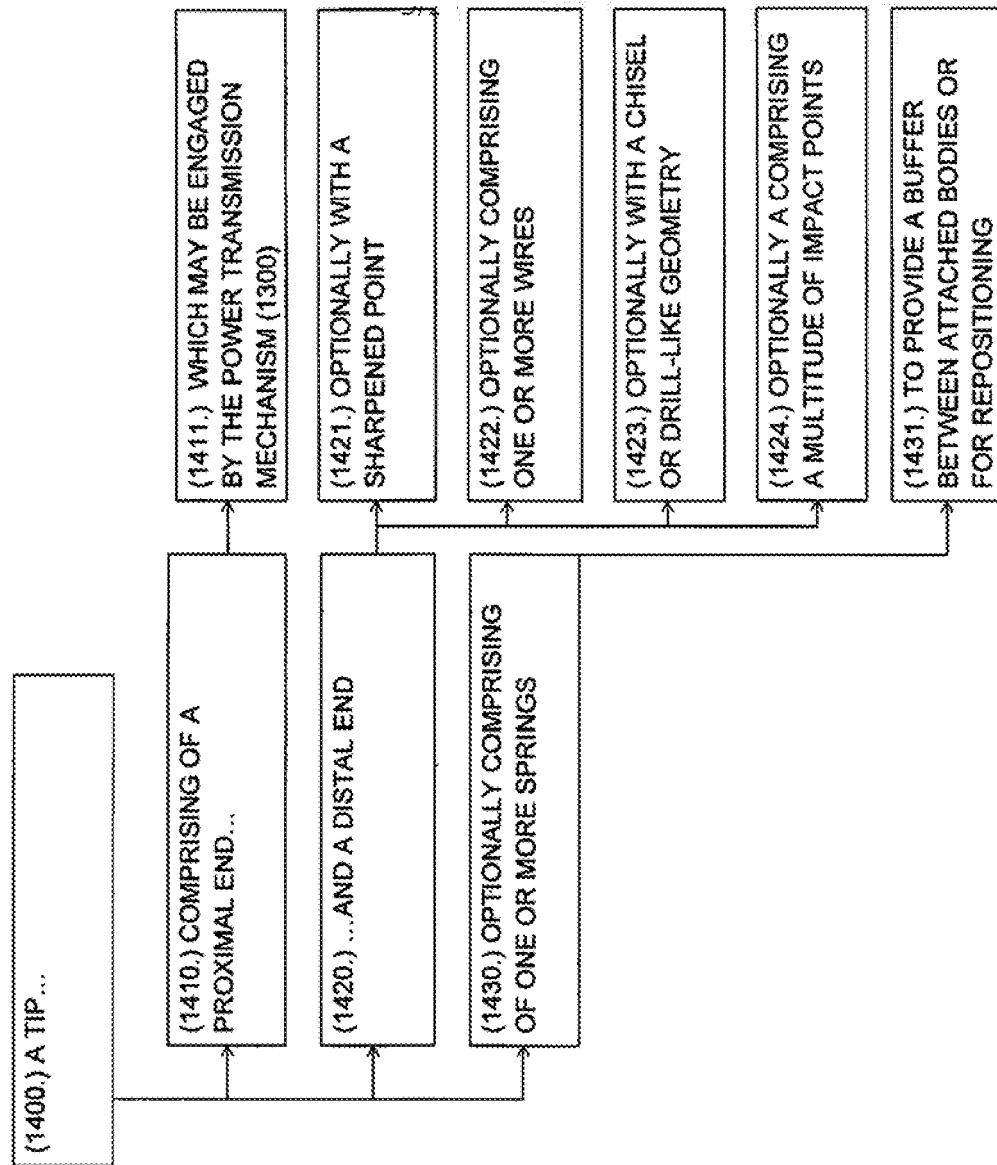 (1400.) A TIP...
(1410.) COMPRISING OF A
PROXIMAL END...
(1411.) WHICH MAY BE ENGAGED
BY THE POWER TRANSMISSION
MECHANISM (1300)
(1420.) ...AND A DISTAL END
(1421.) OPTIONALLY WITH A
SHARPENED POINT
(1422.) OPTIONALLY COMPRISING
ONE OR MORE WIRES
(1423.) OPTIONALLY WITH A CHISEL
OR DRILL-LIKE GEOMETRY
(1424.) OPTIONALLY A COMPRISING
A MULTITUDE OF IMPACT POINTS
(1430.) OPTIONALLY COMPRISING
OF ONE OR MORE SPRINGS
(1431.) TO PROVIDE A BUFFER
BETWEEN ATTACHED BODIES OR
FOR REPOSITIONING